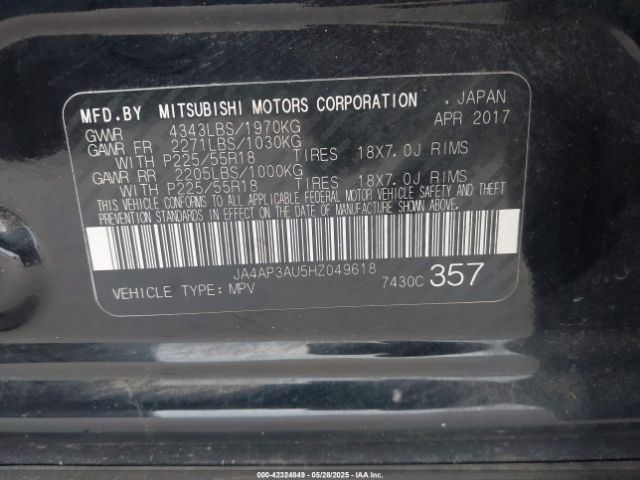 MFD.BY MITSUBISHI MOTORS CORPORATION . JAPAN
GVWR 4343LBS/1970KG APR 2017
GAWR FR 2271LBS/1030KG
WITH P225/55R18 TIRES 18X7.0J RIMS
GAWR RR 2205LBS/1000KG
WITH P225/55R18 TIRES 18X7.0J RIMS
THIS VEHICLE CONFORMS TO ALL APPLICABLE FEDERAL MOTOR VEHICLE SAFETY AND THEFT
PREVENTION STANDARDS IN EFFECT ON THE DATE OF MANUFACTURE SHOWN ABOVE.
JA4AP3AU5HZ049618
VEHICLE TYPE: MPV 7430C 357
000-42324849 - 05/28/2025 - IAAI.COM